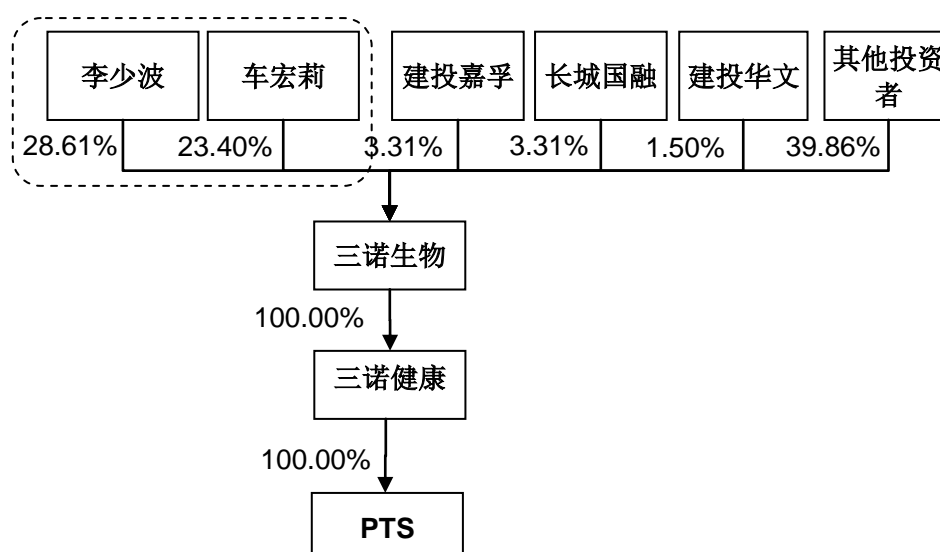 李少波
车宏莉
建投嘉孚
长城国融
建投华文
其他投资
者
28.61%
23.40%
3.31%
3.31%
1.50%
39.86%
三诺生物
100.00%
三诺健康
100.00%
PTS